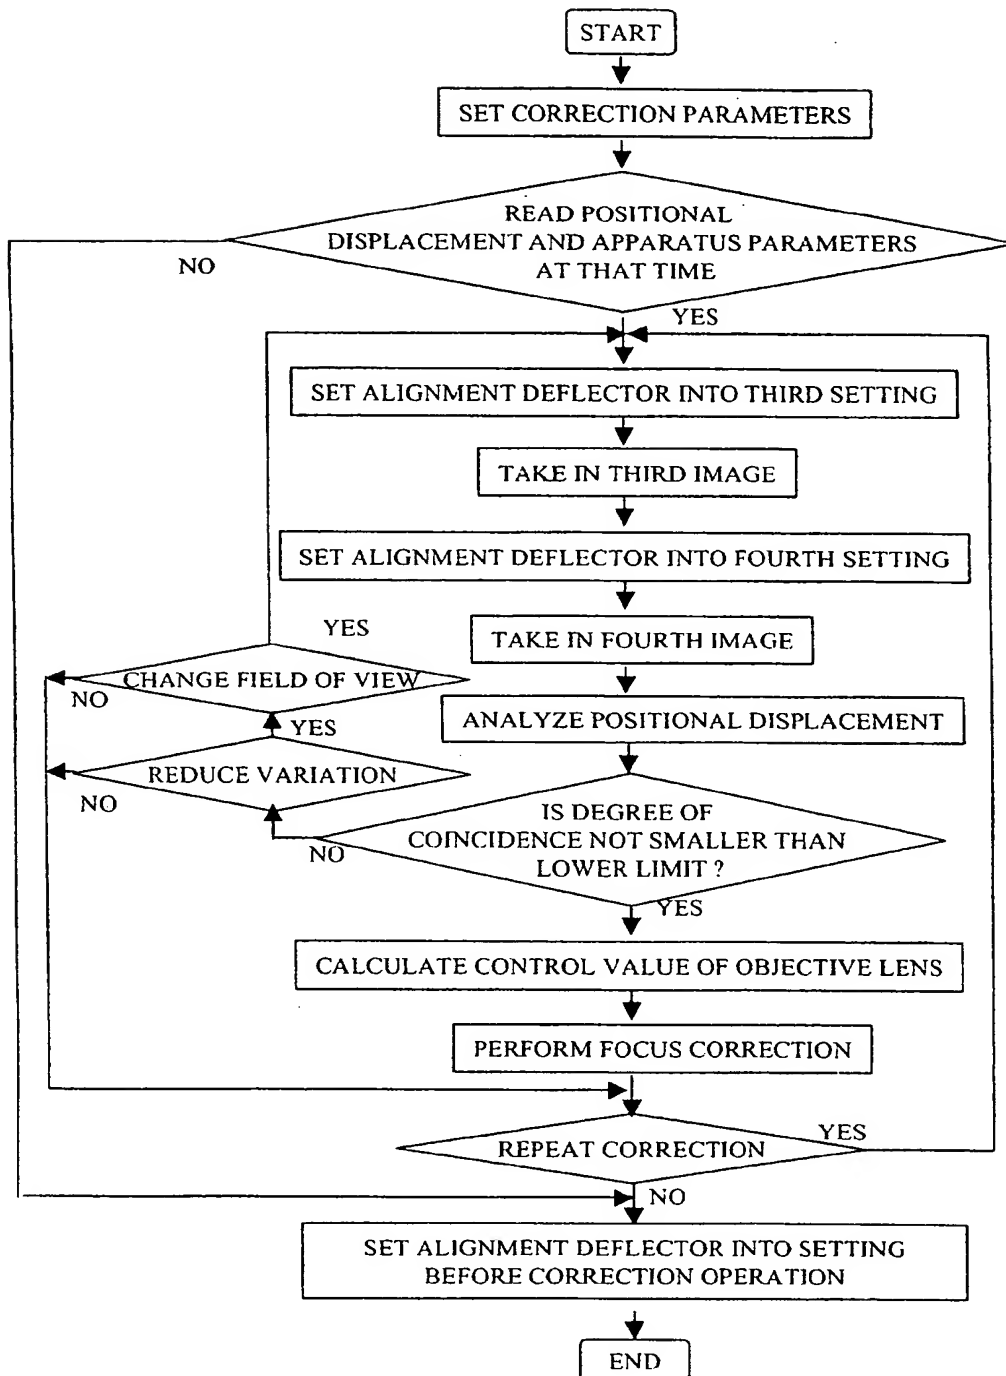 START
SET CORRECTION PARAMETERS
READ POSITIONAL
DISPLACEMENT AND APPARATUS PARAMETERS
AT THAT TIME
NO
YES
SET ALIGNMENT DEFLECTOR INTO THIRD SETTING
TAKE IN THIRD IMAGE
SET ALIGNMENT DEFLECTOR INTO FOURTH SETTING
YES
TAKE IN FOURTH IMAGE
CHANGE FIELD OF VIEW
NO
ANALYZE POSITIONAL DISPLACEMENT
YES
REDUCE VARIATION
NO
IS DEGREE OF
COINCIDENCE NOT SMALLER THAN
LOWER LIMIT ?
NO
YES
CALCULATE CONTROL VALUE OF OBJECTIVE LENS
PERFORM FOCUS CORRECTION
REPEAT CORRECTION
YES
NO
SET ALIGNMENT DEFLECTOR INTO SETTING
BEFORE CORRECTION OPERATION
END